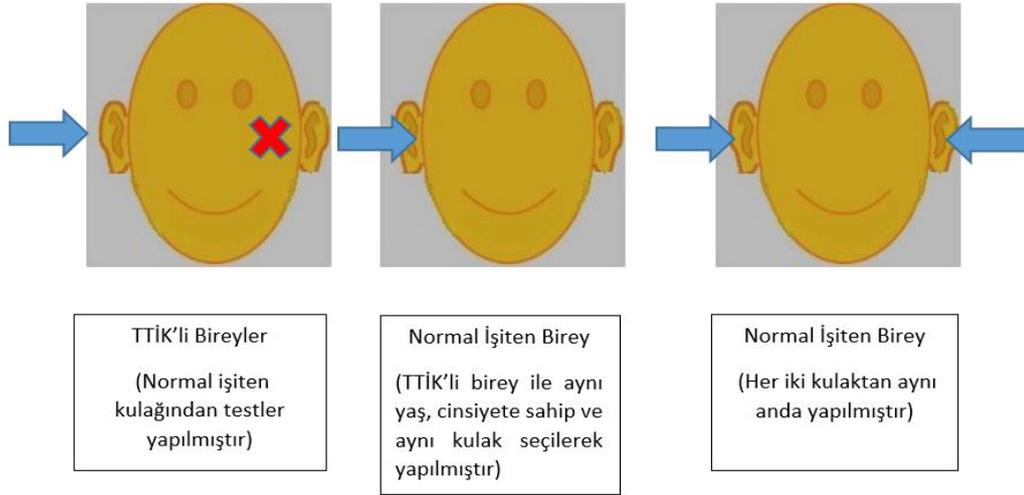 TTİK’li Bireyler
(Normal işiten
kulağından testler
yapılmıştır)
Normal İşiten Birey
(TTİK’li birey ile aynı
yaş, cinsiyete sahip ve
aynı kulak seçilerek
yapılmıştır)
Normal İşiten Birey
(Her iki kulaktan aynı
anda yapılmıştır)